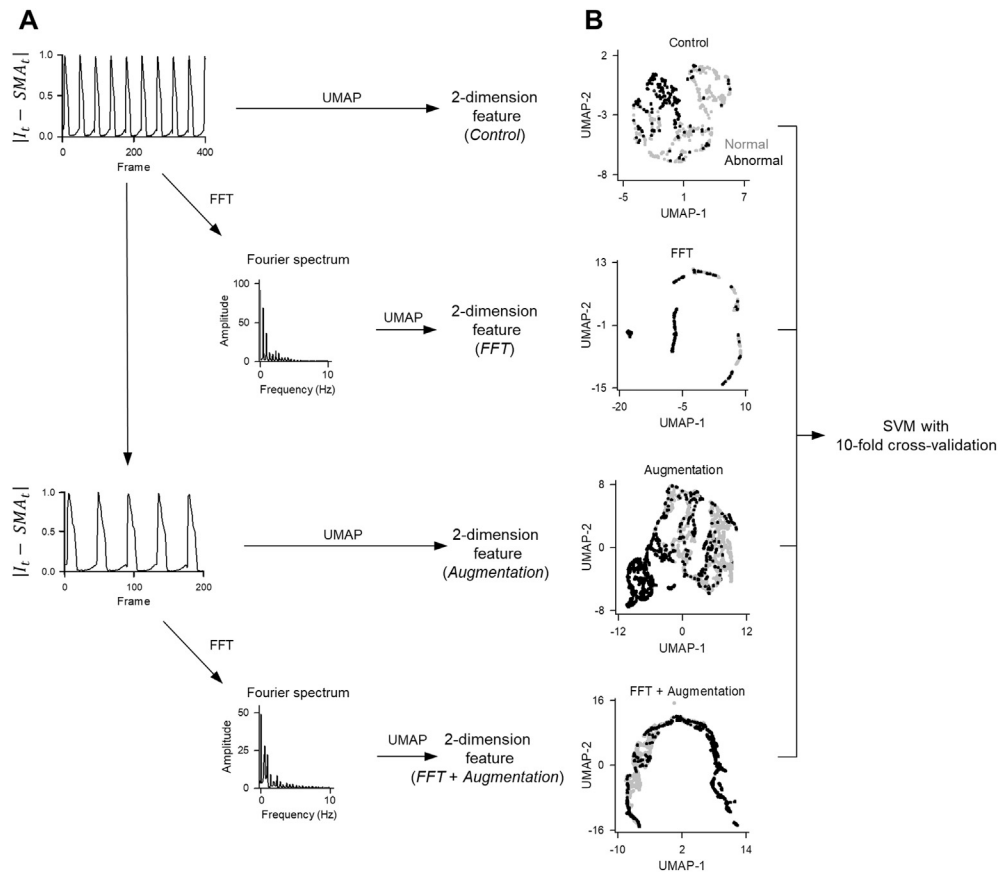 A
|I_t − SMA_t|
1.0
0.5
0.0
0
200
400
Frame
UMAP
2-dimension
feature
(Control)
FFT
Fourier spectrum
Amplitude
100
50
0
0
10
Frequency (Hz)
UMAP
2-dimension
feature
(FFT)
|I_t − SMA_t|
1.0
0.5
0.0
0
100
200
Frame
UMAP
2-dimension
feature
(Augmentation)
FFT
Fourier spectrum
Amplitude
50
25
0
0
10
Frequency (Hz)
UMAP
2-dimension
feature
(FFT + Augmentation)
B
Control
UMAP-2
2
-3
-8
Normal
Abnormal
-5
1
7
UMAP-1
FFT
UMAP-2
13
-1
-15
-20
-5
10
UMAP-1
Augmentation
UMAP-2
8
0
-8
-12
0
12
UMAP-1
FFT + Augmentation
UMAP-2
16
0
-16
-10
2
14
UMAP-1
SVM with
10-fold cross-validation